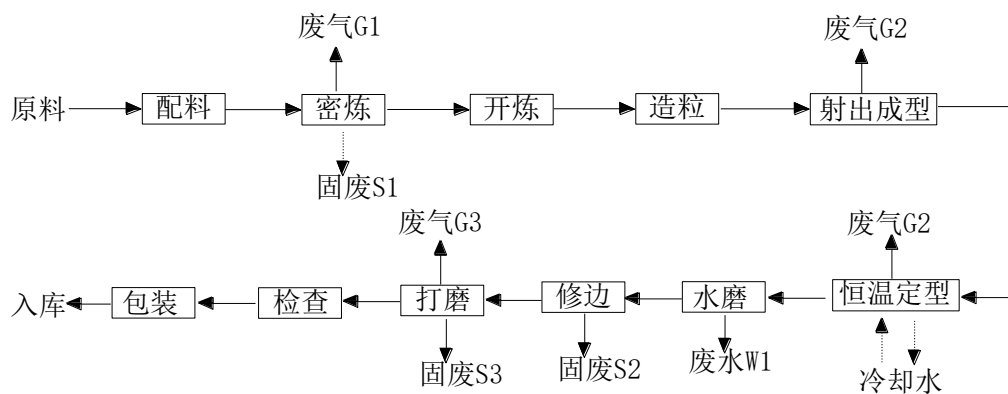 废气G1
废气G2
原料
配料
密炼
开炼
造粒
射出成型
固废S1
废气G3
废气G2
入库
包装
检查
打磨
修边
水磨
恒温定型
固废S3
固废S2
废水W1
冷却水